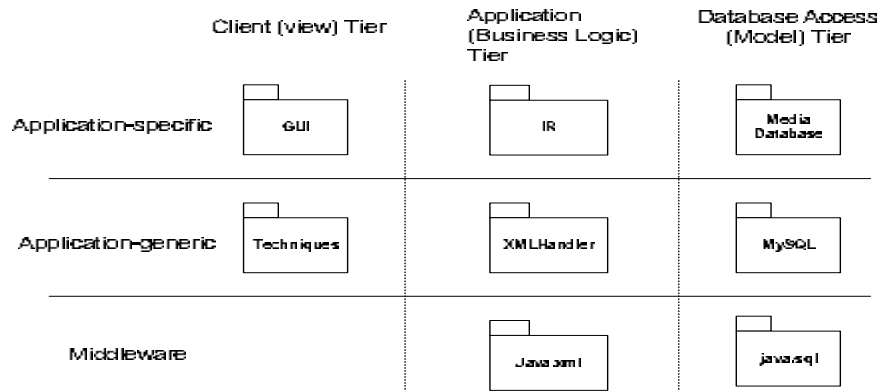 Client (view) Tier
Application
(Business Logic)
Tier
Database Access
(Model) Tier
Application-specific
GUI
IR
Media
Database
Application-generic
Techniques
XMLHandler
MySQL
Middleware
Java.xml
java.sql